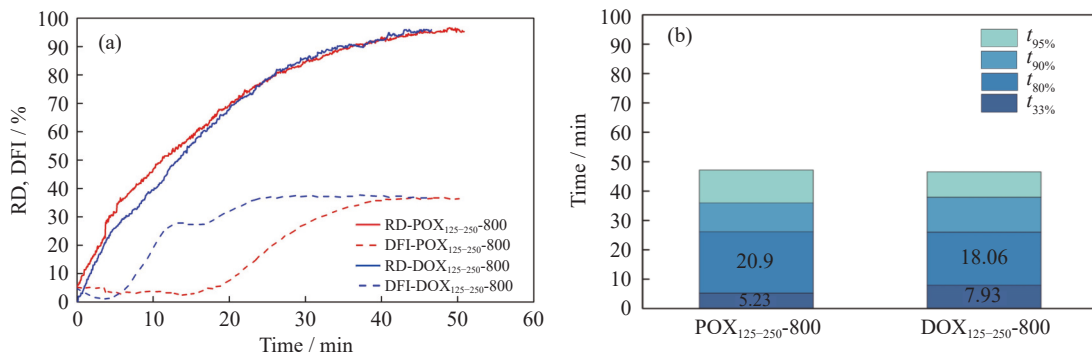 (a)
100
90
80
70
60
50
40
30
20
10
0
RD, DFI / %
0 10 20 30 40 50 60
Time / min
RD-POX125–250-800
DFI-POX125–250-800
RD-DOX125–250-800
DFI-DOX125–250-800
(b)
100
90
80
70
60
50
40
30
20
10
0
Time / min
t95%
t90%
t80%
t33%
20.9
18.06
5.23
7.93
POX125–250-800 DOX125–250-800